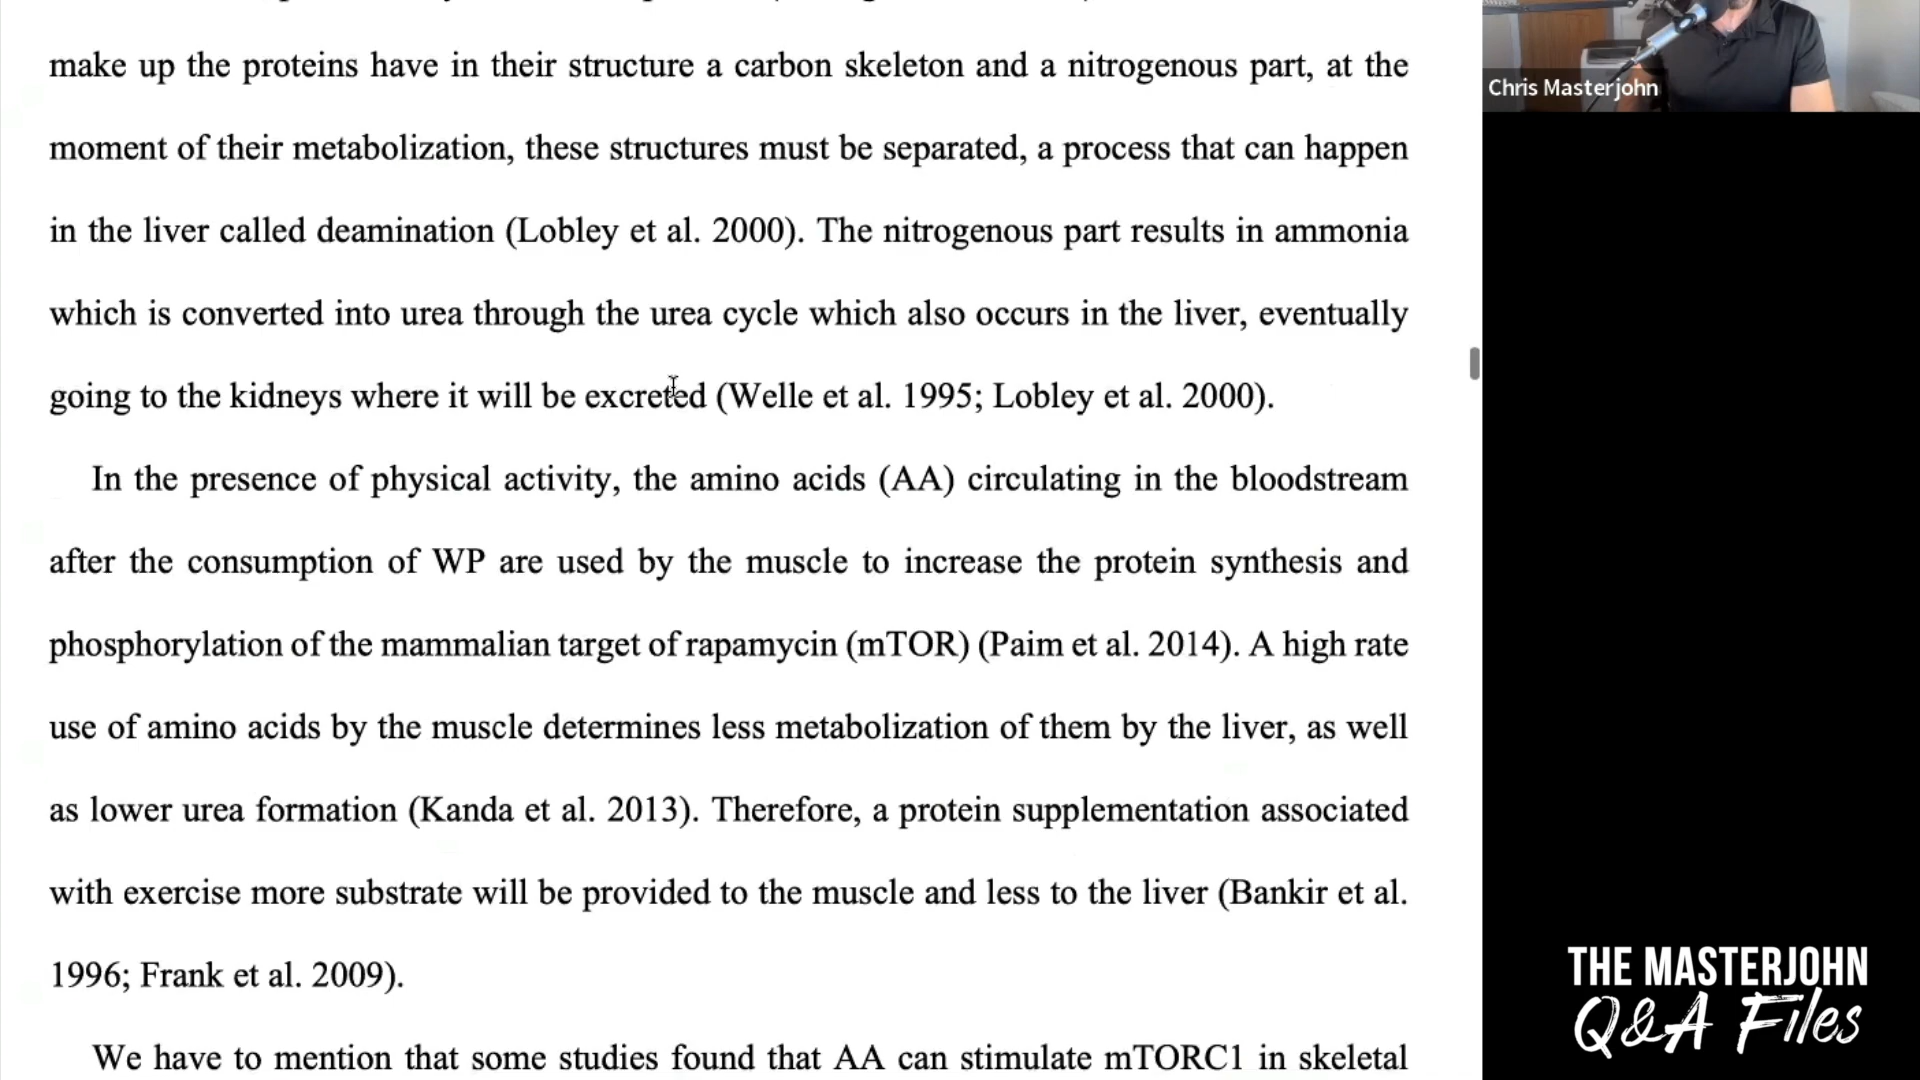 make up the proteins have in their structure a carbon skeleton and a nitrogenous part, at the
moment of their metabolization, these structures must be separated, a process that can happen
in the liver called deamination (Lobley et al. 2000). The nitrogenous part results in ammonia
which is converted into urea through the urea cycle which also occurs in the liver, eventually
going to the kidneys where it will be excreted (Welle et al. 1995; Lobley et al. 2000).
In the presence of physical activity, the amino acids (AA) circulating in the bloodstream
after the consumption of WP are used by the muscle to increase the protein synthesis and
phosphorylation of the mammalian target of rapamycin (mTOR) (Paim et al. 2014). A high rate
use of amino acids by the muscle determines less metabolization of them by the liver, as well
as lower urea formation (Kanda et al. 2013). Therefore, a protein supplementation associated
with exercise more substrate will be provided to the muscle and less to the liver (Bankir et al.
1996; Frank et al. 2009).
We have to mention that some studies found that AA can stimulate mTORC1 in skeletal
Chris Masterjohn
THE MASTERJOHN
Q&A Files